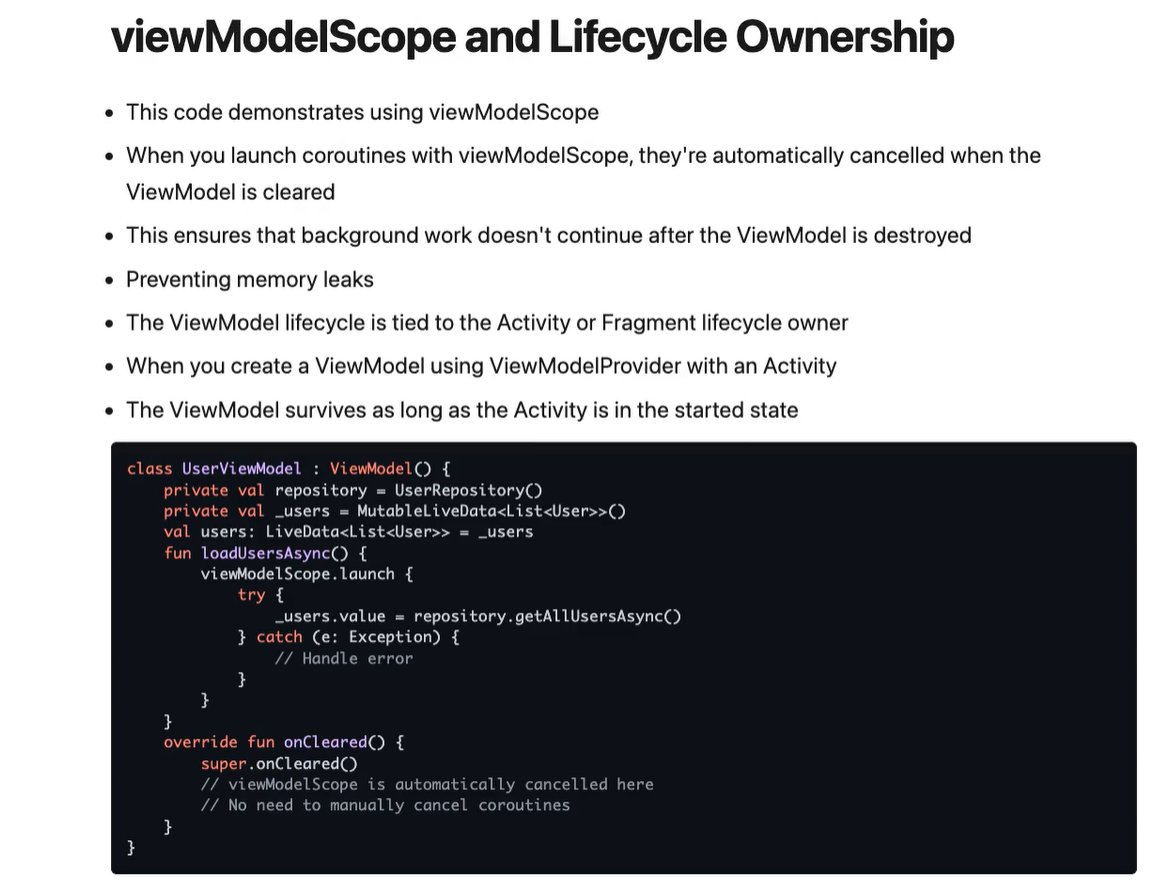 viewModelScope and Lifecycle Ownership
• This code demonstrates using viewModelScope
• When you launch coroutines with viewModelScope, they're automatically cancelled when the
ViewModel is cleared
• This ensures that background work doesn't continue after the ViewModel is destroyed
• Preventing memory leaks
• The ViewModel lifecycle is tied to the Activity or Fragment lifecycle owner
• When you create a ViewModel using ViewModelProvider with an Activity
• The ViewModel survives as long as the Activity is in the started state
class UserViewModel : ViewModel() {
    private val repository = UserRepository()
    private val _users = MutableLiveData<List<User>>()
    val users: LiveData<List<User>> = _users
    fun loadUsersAsync() {
        viewModelScope.launch {
            try {
                _users.value = repository.getAllUsersAsync()
            } catch (e: Exception) {
                // Handle error
            }
        }
    }
    override fun onCleared() {
        super.onCleared()
        // viewModelScope is automatically cancelled here
        // No need to manually cancel coroutines
    }
}